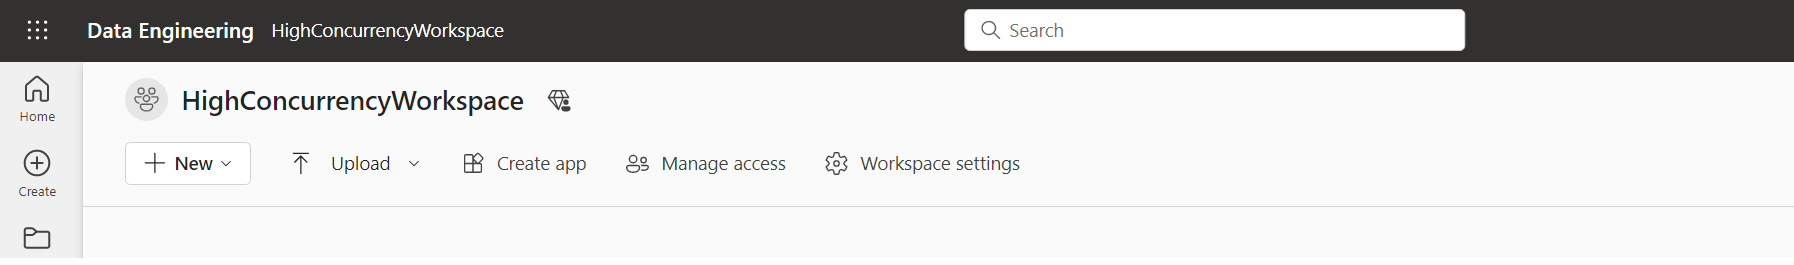 Data Engineering HighConcurrencyWorkspace Search
Home
HighConcurrencyWorkspace
New Upload Create app Manage access Workspace settings
Create